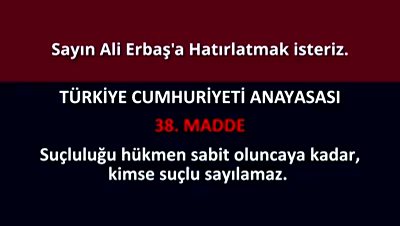 Sayın Ali Erbaş'a Hatırlatmak isteriz.
TÜRKİYE CUMHURİYETİ ANAYASASI
38. MADDE
Suçluluğu hükmen sabit oluncaya kadar,
kimse suçlu sayılamaz.